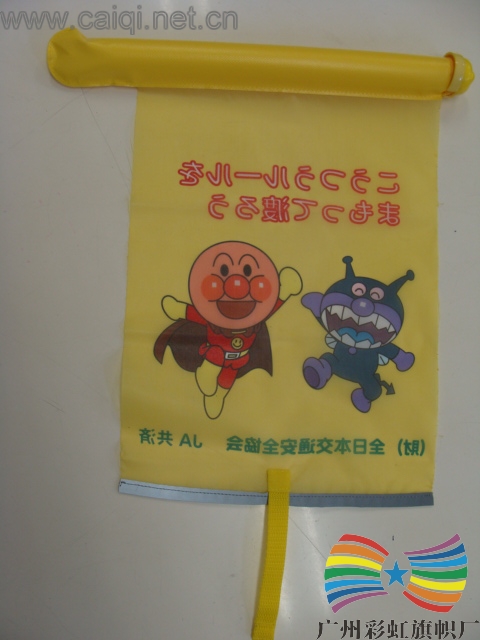 www.caiqi.net.cn
こうつうルールを
まもって渡ろう
(財) 全日本交通安全協会 JA 共済
广州彩虹旗帜厂